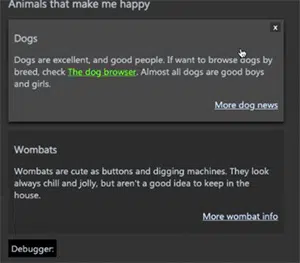 Animals that make me happy
x
Dogs
Dogs are excellent, and good people. If want to browse dogs by
breed, check The dog browser. Almost all dogs are good boys
and girls.
More dog news
Wombats
Wombats are cute as buttons and digging machines. They look
always chill and jolly, but aren't a good idea to keep in the
house.
More wombat info
Debugger: